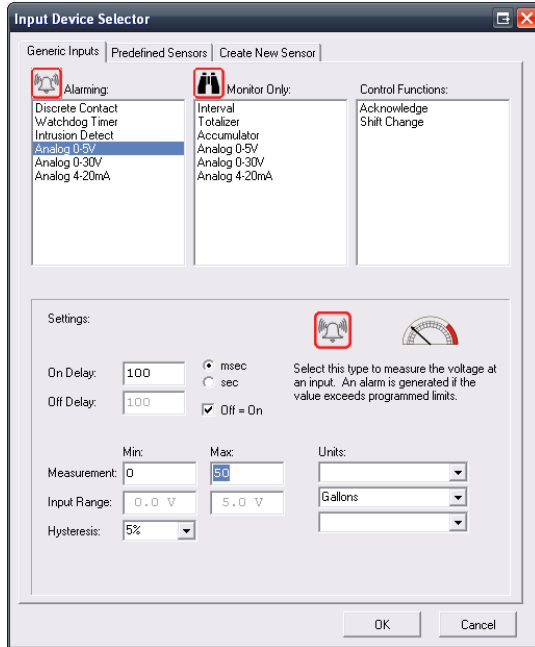 Input Device Selector
Generic Inputs Predefined Sensors Create New Sensor
Alarming: Monitor Only: Control Functions:
Discrete Contact Interval Acknowledge
Watchdog Timer Totalizer Shift Change
Intrusion Detect Accumulator
Analog 0-5V Analog 0-5V
Analog 0-30V Analog 0-30V
Analog 4-20mA Analog 4-20mA
Settings:
On Delay: 100 msec
sec
Off Delay: 100 Off = On
Select this type to measure the voltage at
an input. An alarm is generated if the
value exceeds programmed limits.
Min: Max: Units:
Measurement: 0 50
Input Range: 0.0 V 5.0 V Gallons
Hysteresis: 5%
OK Cancel